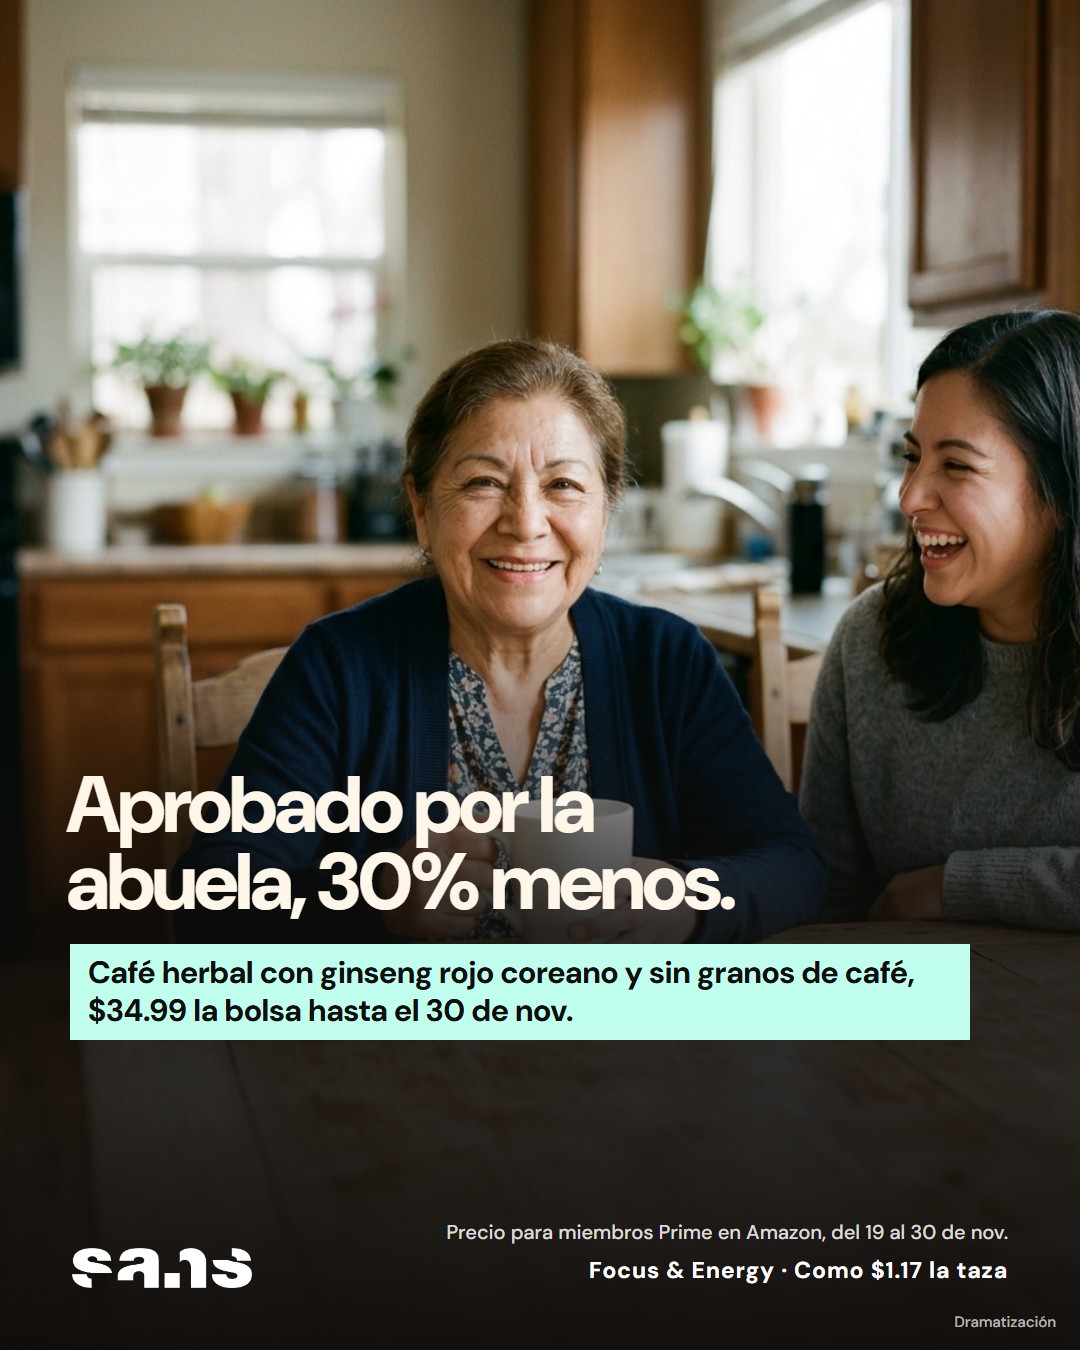 Aprobado por la
abuela, 30% menos.
Café herbal con ginseng rojo coreano y sin granos de café,
$34.99 la bolsa hasta el 30 de nov.
Precio para miembros Prime en Amazon, del 19 al 30 de nov.
sans
Focus & Energy · Como $1.17 la taza
Dramatización